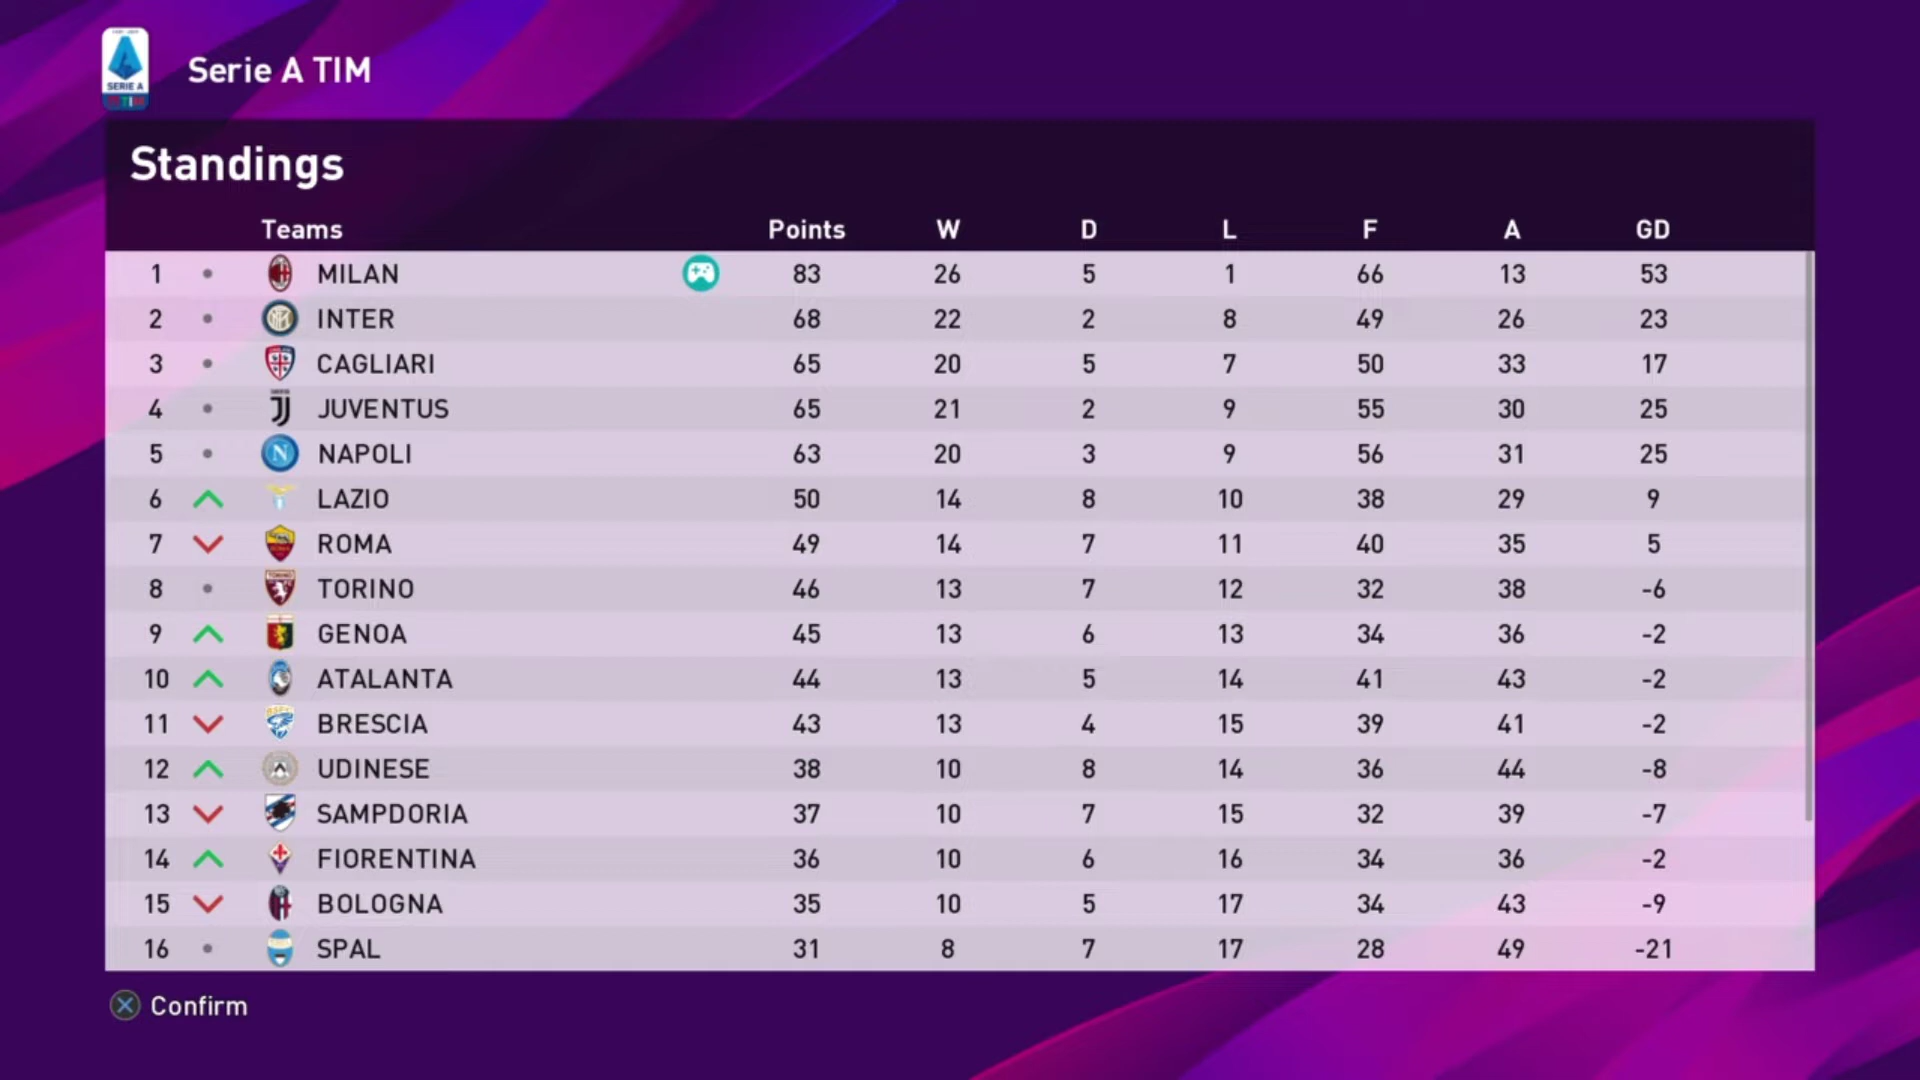 SERIE A
TIM
Serie A TIM
Standings
Teams Points W D L F A GD
1 MILAN 83 26 5 1 66 13 53
2 INTER 68 22 2 8 49 26 23
3 CAGLIARI 65 20 5 7 50 33 17
4 JUVENTUS 65 21 2 9 55 30 25
5 NAPOLI 63 20 3 9 56 31 25
6 LAZIO 50 14 8 10 38 29 9
7 ROMA 49 14 7 11 40 35 5
8 TORINO 46 13 7 12 32 38 -6
9 GENOA 45 13 6 13 34 36 -2
10 ATALANTA 44 13 5 14 41 43 -2
11 BRESCIA 43 13 4 15 39 41 -2
12 UDINESE 38 10 8 14 36 44 -8
13 SAMPDORIA 37 10 7 15 32 39 -7
14 FIORENTINA 36 10 6 16 34 36 -2
15 BOLOGNA 35 10 5 17 34 43 -9
16 SPAL 31 8 7 17 28 49 -21
Confirm